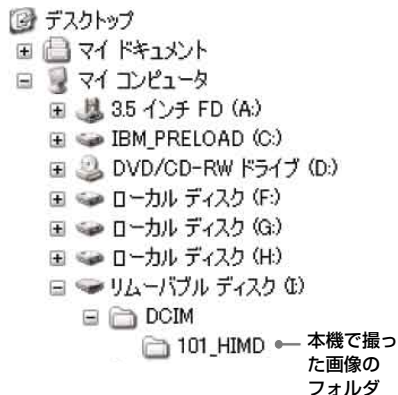 デスクトップ
マイ ドキュメント
マイ コンピュータ
3.5 インチ FD (A:)
IBM_PRELOAD (C:)
DVD/CD-RW ドライブ (D:)
ローカル ディスク (F:)
ローカル ディスク (G:)
ローカル ディスク (H:)
リムーバブル ディスク (I:)
DCIM
101_HIMD
本機で撮っ
た画像の
フォルダ